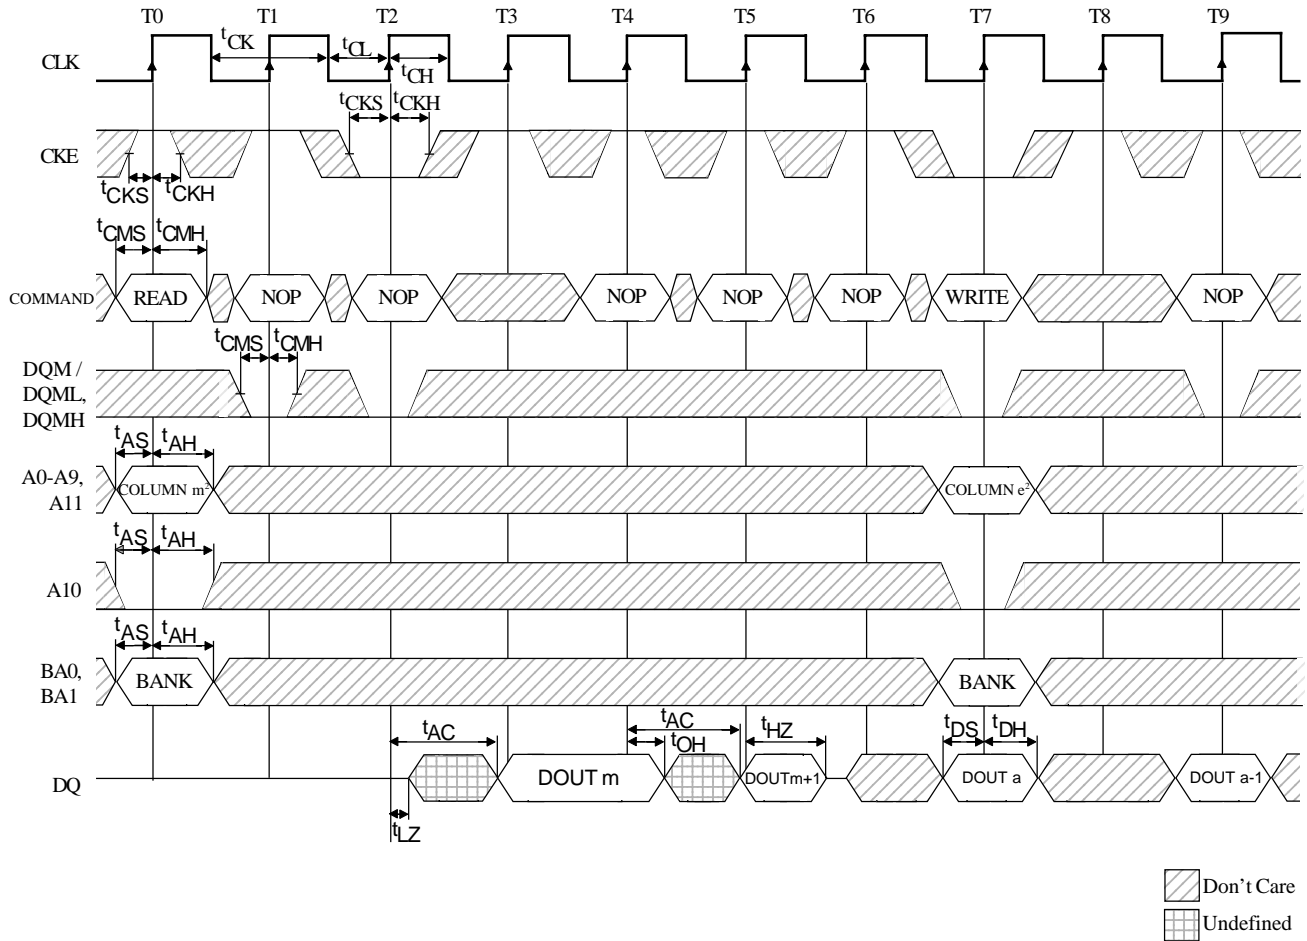 T0 T1 T2 T3 T4 T5 T6 T7 T8 T9
CLK
tCK tCL
tCH
tCKS tCKH
CKE
tCKS tCKH
tCMS tCMH
COMMAND READ NOP NOP NOP NOP NOP WRITE NOP
tCMS tCMH
DQM /
DQML,
DQMH
tAS tAH
A0-A9,
A11
COLUMN m² COLUMN e²
tAS tAH
A10
tAS tAH
BA0,
BA1
BANK BANK
tAC tAC tHZ tDS tDH
tOH
DQ DOUT m DOUTm+1 DOUT a DOUT a-1
tLZ
Don't Care
Undefined